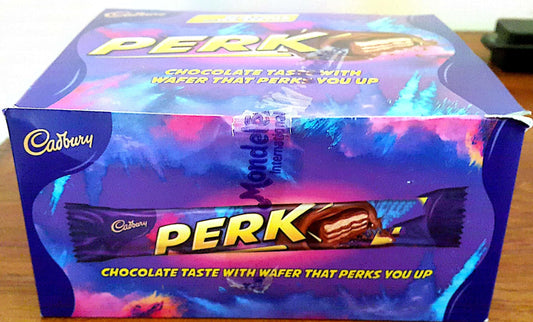 Cadbury
PERK
CHOCOLATE TASTE WITH
WAFER THAT PERKS YOU UP
Cadbury
Mondelēz
International
Cadbury
PERK
CHOCOLATE TASTE WITH WAFER THAT PERKS YOU UP